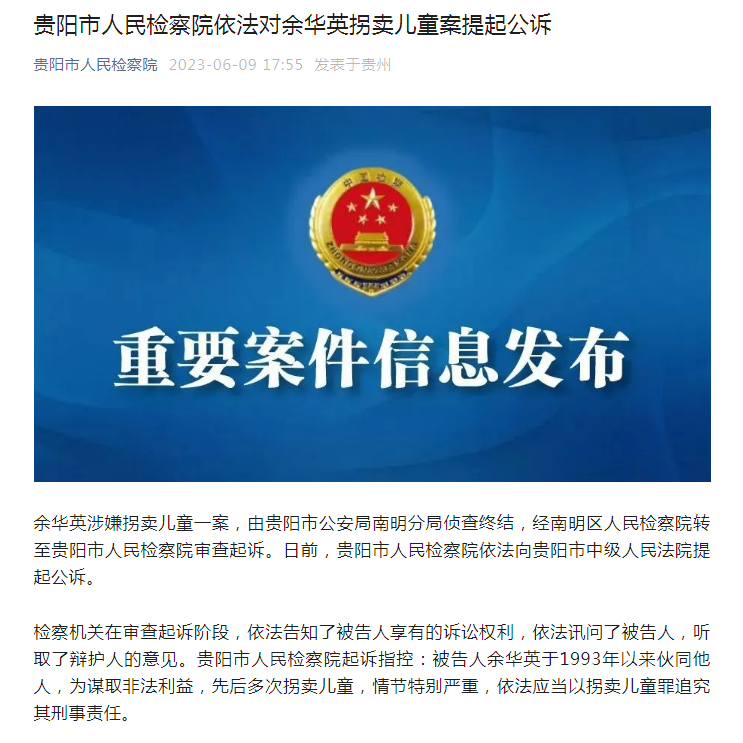 贵阳市人民检察院依法对余华英拐卖儿童案提起公诉
贵阳市人民检察院 2023-06-09 17:55 发表于贵州
中国检察
重要案件信息发布
余华英涉嫌拐卖儿童一案，由贵阳市公安局南明分局侦查终结，经南明区人民检察院转
至贵阳市人民检察院审查起诉。日前，贵阳市人民检察院依法向贵阳市中级人民法院提
起公诉。
检察机关在审查起诉阶段，依法告知了被告人享有的诉讼权利，依法讯问了被告人，听
取了辩护人的意见。贵阳市人民检察院起诉指控：被告人余华英于1993年以来伙同他
人，为谋取非法利益，先后多次拐卖儿童，情节特别严重，依法应当以拐卖儿童罪追究
其刑事责任。